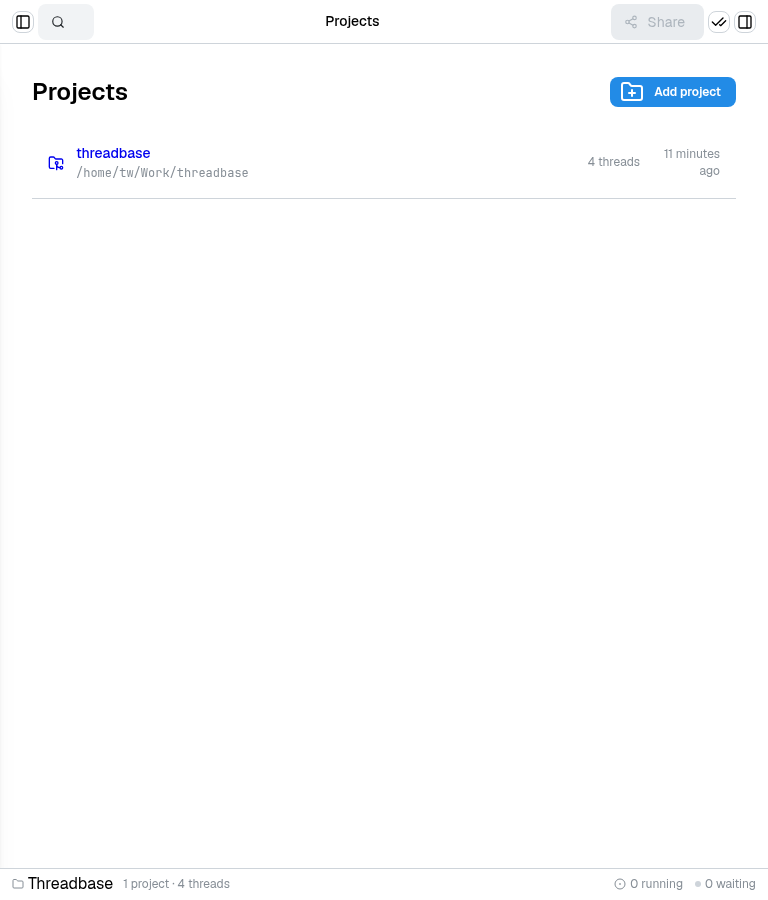 Projects
Share
Projects
Add project
threadbase
/home/tw/Work/threadbase
4 threads
11 minutes
ago
Threadbase
1 project · 4 threads
0 running
0 waiting